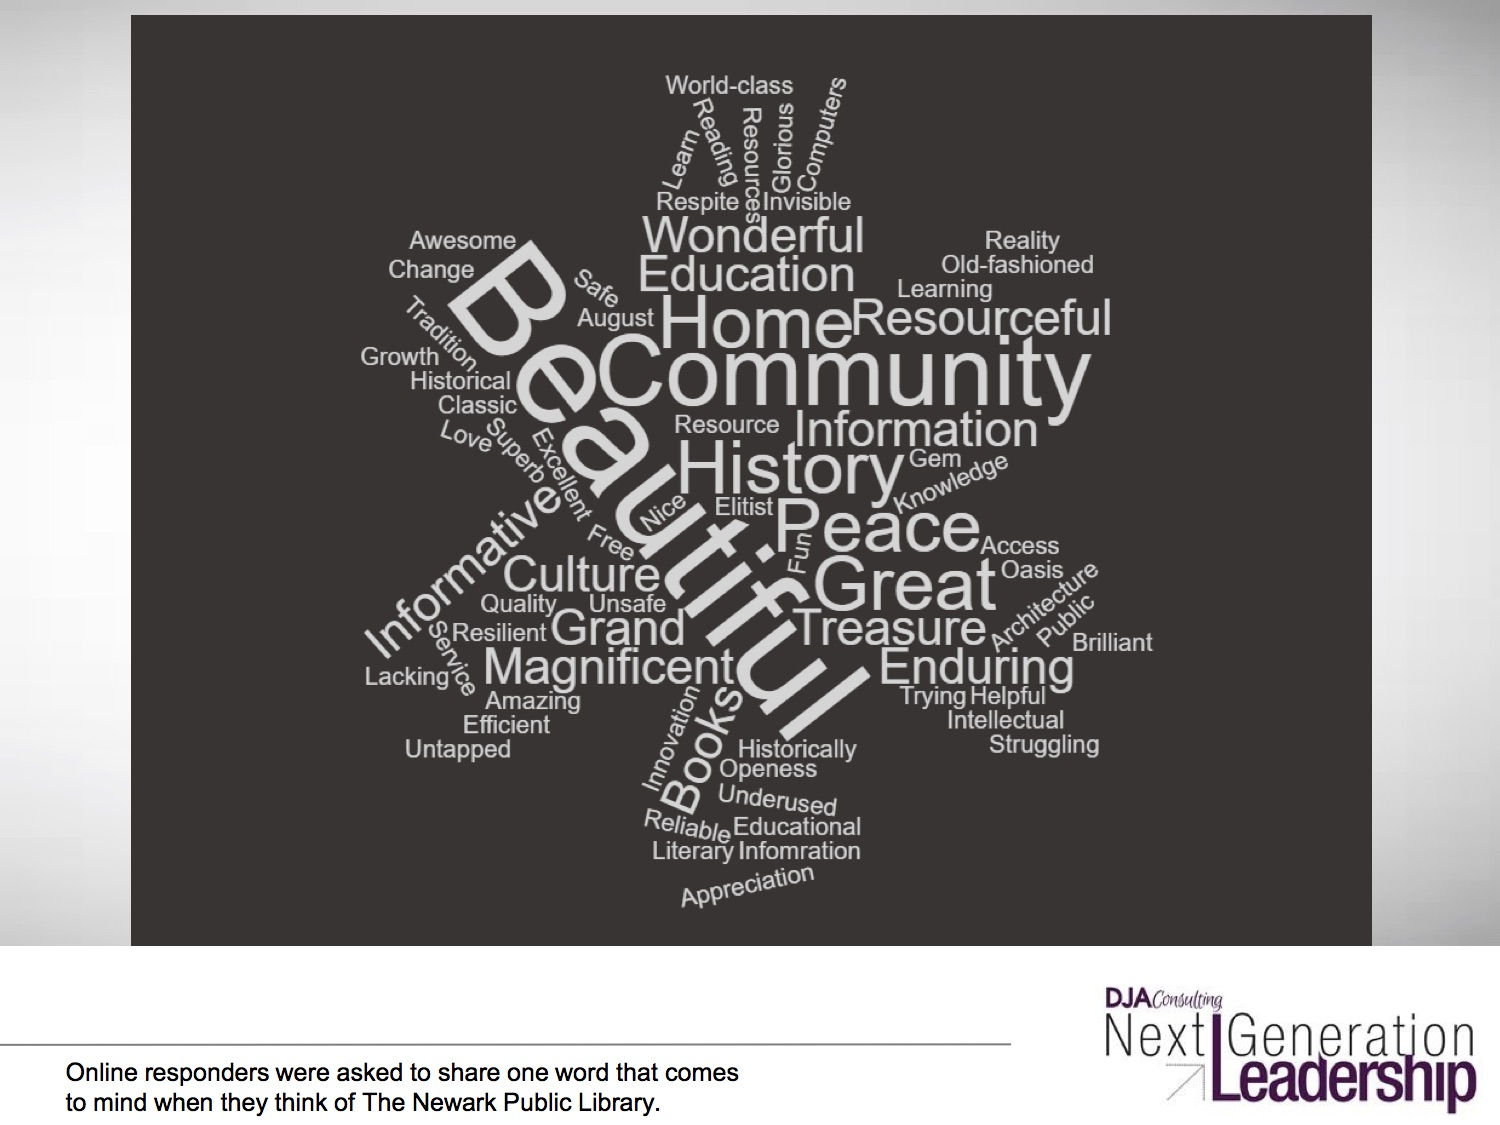 World-class
Learn
Reading
Resources
Glorious
Computers
Respite
Invisible
Wonderful
Education
Awesome
Change
Reality
Old-fashioned
Learning
Safe
August
Home
Resourceful
Beautiful
Community
Tradition
Growth
Historical
Classic
Love
Superb
Excellent
Resource
Information
History
Gem
Knowledge
Nice
Elitist
Peace
Free
Fun
Access
Informative
Culture
Great
Oasis
Architecture
Public
Quality
Unsafe
Service
Resilient
Grand
Treasure
Brilliant
Lacking
Magnificent
Enduring
Amazing
Trying
Helpful
Efficient
Intellectual
Untapped
Struggling
Innovation
Books
Historically
Openess
Underused
Reliable
Educational
Literary
Infomration
Appreciation
DJA Consulting
Next Generation
Leadership
Online responders were asked to share one word that comes
to mind when they think of The Newark Public Library.